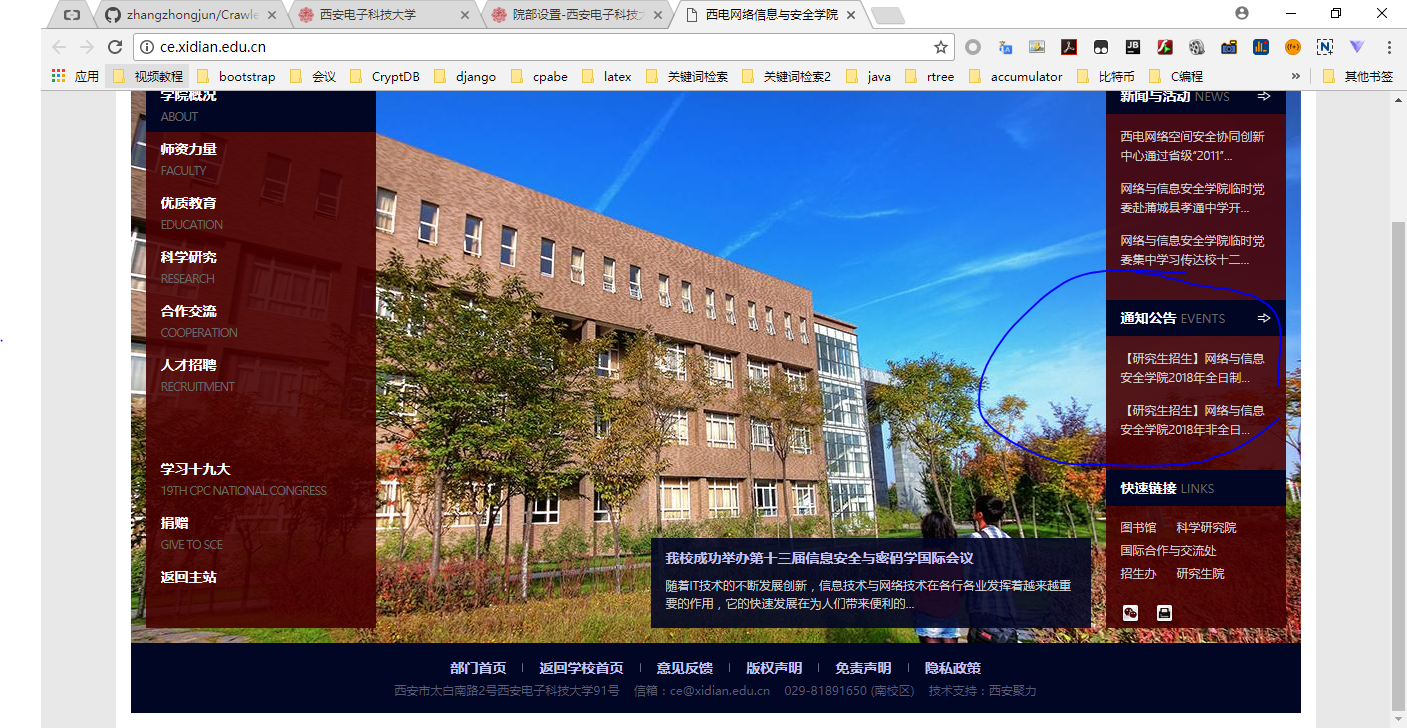 zhangzhongjun/Crawle
西安电子科技大学
院部设置-西安电子科技大
西电网络信息与安全学院
ce.xidian.edu.cn
应用 视频教程 bootstrap 会议 CryptDB django cpabe latex 关键词检索 关键词检索2 java rtree accumulator 比特币 C编程 » 其他书签
学院概况
ABOUT
师资力量
FACULTY
优质教育
EDUCATION
科学研究
RESEARCH
合作交流
COOPERATION
人才招聘
RECRUITMENT
学习十九大
19TH CPC NATIONAL CONGRESS
捐赠
GIVE TO SCE
返回主站
我校成功举办第十三届信息安全与密码学国际会议
随着IT技术的不断发展创新，信息技术与网络技术在各行各业发挥着越来越重
要的作用，它的快速发展在为人们带来便利的...
新闻与活动 NEWS
西电网络空间安全协同创新
中心通过省级“2011”...
网络与信息安全学院临时党
委赴蒲城县孝通中学开...
网络与信息安全学院临时党
委集中学习传达校十二...
通知公告 EVENTS
【研究生招生】网络与信息
安全学院2018年全日制...
【研究生招生】网络与信息
安全学院2018年非全日...
快速链接 LINKS
图书馆 科学研究院
国际合作与交流处
招生办 研究生院
部门首页 | 返回学校首页 | 意见反馈 | 版权声明 | 免责声明 | 隐私政策
西安市太白南路2号西安电子科技大学91号 信箱：ce@xidian.edu.cn 029-81891650 (南校区) 技术支持：西安聚力